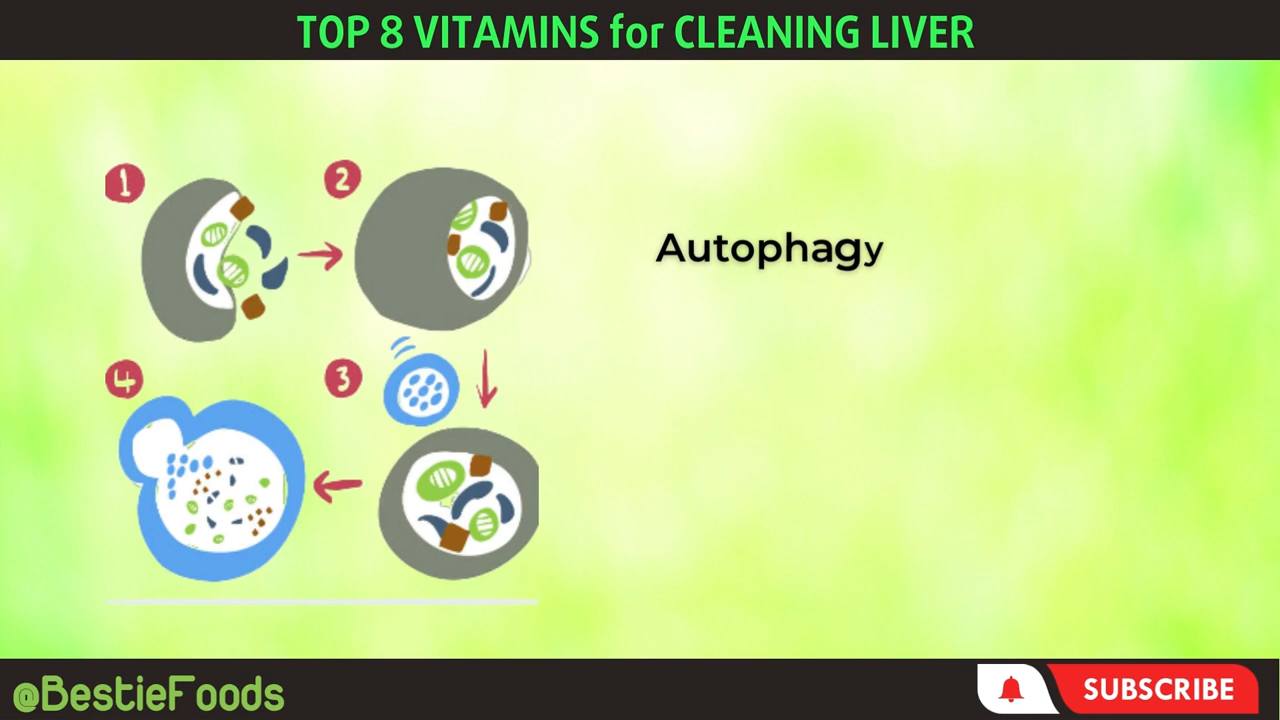 TOP 8 VITAMINS for CLEANING LIVER
1
2
Autophagy
4
3
@BestieFoods
SUBSCRIBE